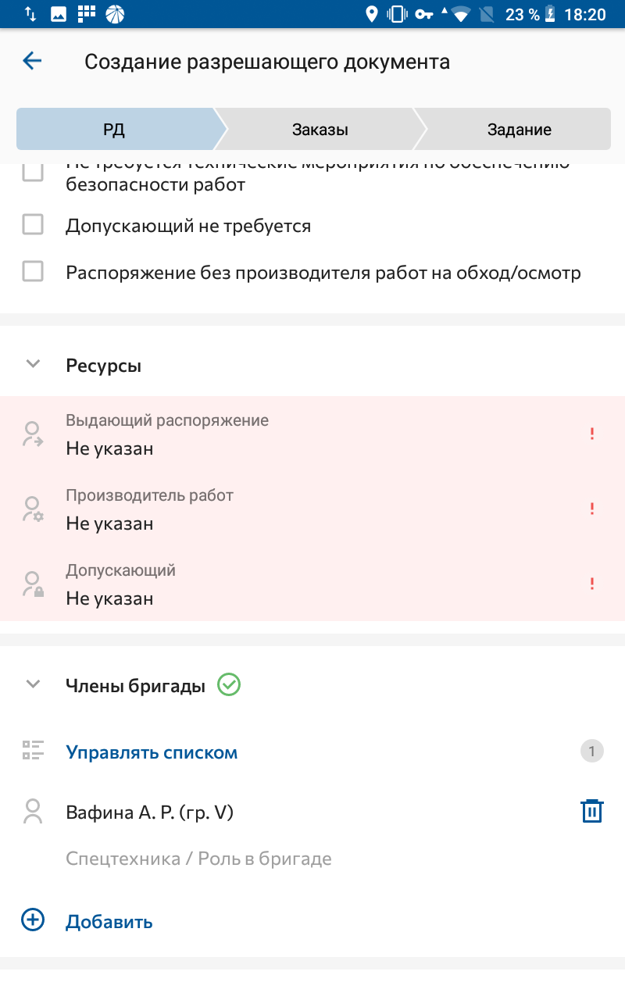 23 % 18:20
Создание разрешающего документа
РД
Заказы
Задание
Не требуется технические мероприятия по обеспечению
безопасности работ
Допускающий не требуется
Распоряжение без производителя работ на обход/осмотр
Ресурсы
Выдающий распоряжение
Не указан
!
Производитель работ
Не указан
!
Допускающий
Не указан
!
Члены бригады
Управлять списком
1
Вафина А. Р. (гр. V)
Спецтехника / Роль в бригаде
Добавить